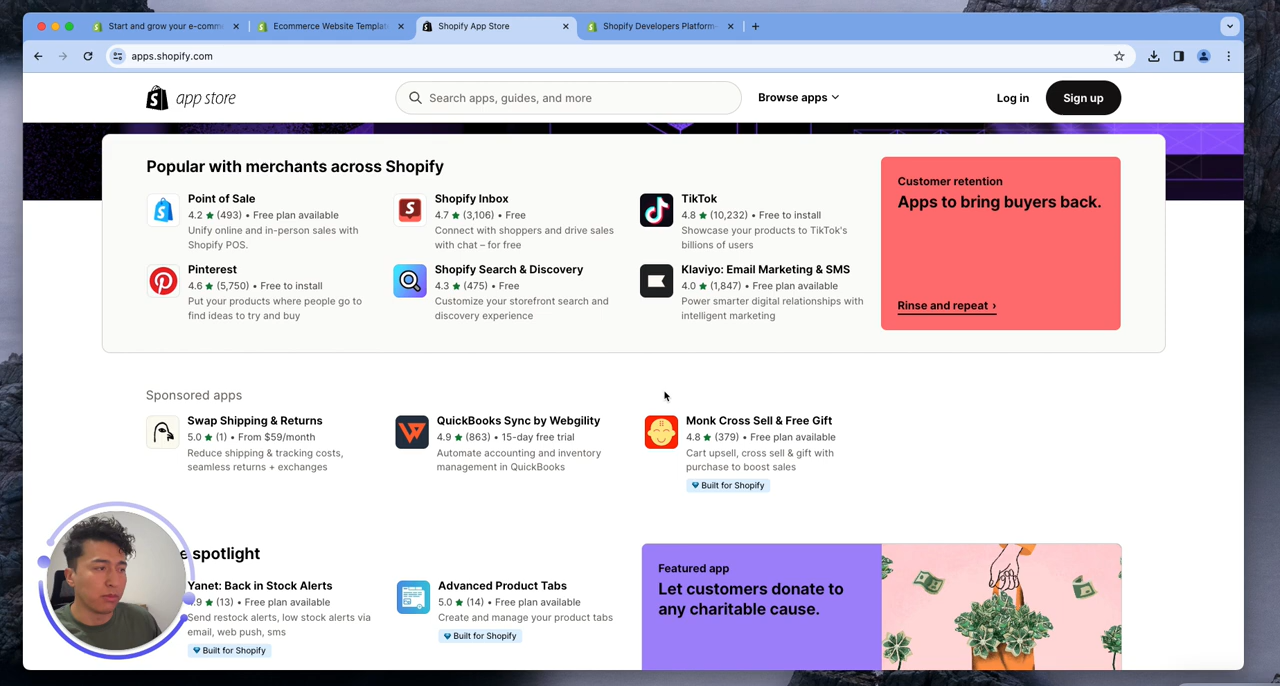 Start and grow your e-comm
Ecommerce Website Templat
Shopify App Store
Shopify Developers Platform-
apps.shopify.com
app store
Search apps, guides, and more
Browse apps
Log in
Sign up
Popular with merchants across Shopify
Point of Sale
4.2 ★ (493) • Free plan available
Unify online and in-person sales with
Shopify POS.
Shopify Inbox
4.7 ★ (3,106) • Free
Connect with shoppers and drive sales
with chat – for free
TikTok
4.8 ★ (10,232) • Free to install
Showcase your products to TikTok's
billions of users
Pinterest
4.6 ★ (5,750) • Free to install
Put your products where people go to
find ideas to try and buy
Shopify Search & Discovery
4.3 ★ (475) • Free
Customize your storefront search and
discovery experience
Klaviyo: Email Marketing & SMS
4.0 ★ (1,847) • Free plan available
Power smarter digital relationships with
intelligent marketing
Customer retention
Apps to bring buyers back.
Rinse and repeat ›
Sponsored apps
Swap Shipping & Returns
5.0 ★ (1) • From $59/month
Reduce shipping & tracking costs,
seamless returns + exchanges
QuickBooks Sync by Webgility
4.9 ★ (863) • 15-day free trial
Automate accounting and inventory
management in QuickBooks
Monk Cross Sell & Free Gift
4.8 ★ (379) • Free plan available
Cart upsell, cross sell & gift with
purchase to boost sales
Built for Shopify
spotlight
Yanet: Back in Stock Alerts
.9 ★ (13) • Free plan available
Send restock alerts, low stock alerts via
email, web push, sms
Built for Shopify
Advanced Product Tabs
5.0 ★ (14) • Free plan available
Create and manage your product tabs
Built for Shopify
Featured app
Let customers donate to
any charitable cause.